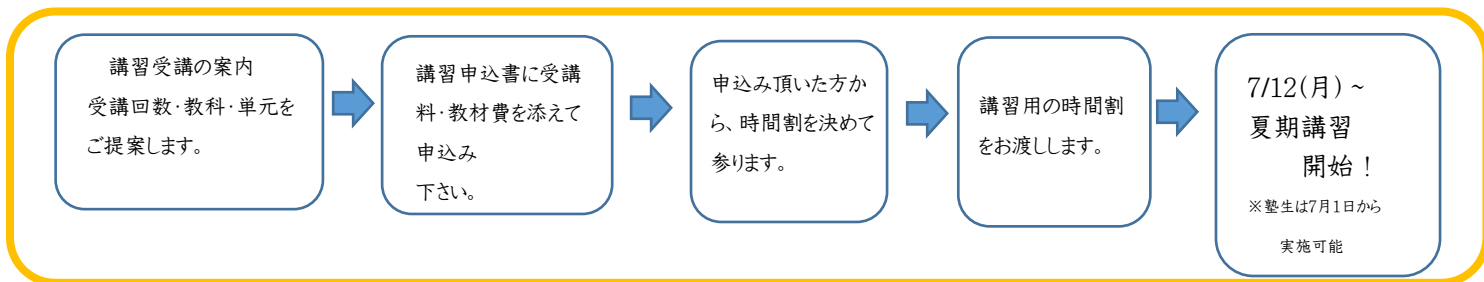 講習受講の案内
受講回数・教科・単元を
ご提案します。
講習申込書に受講
料・教材費を添えて
申込み
下さい。
申込み頂いた方か
ら、時間割を決めて
参ります。
講習用の時間割
をお渡しします。
7/12(月) ~
夏期講習
開始！
※塾生は7月1日から
実施可能